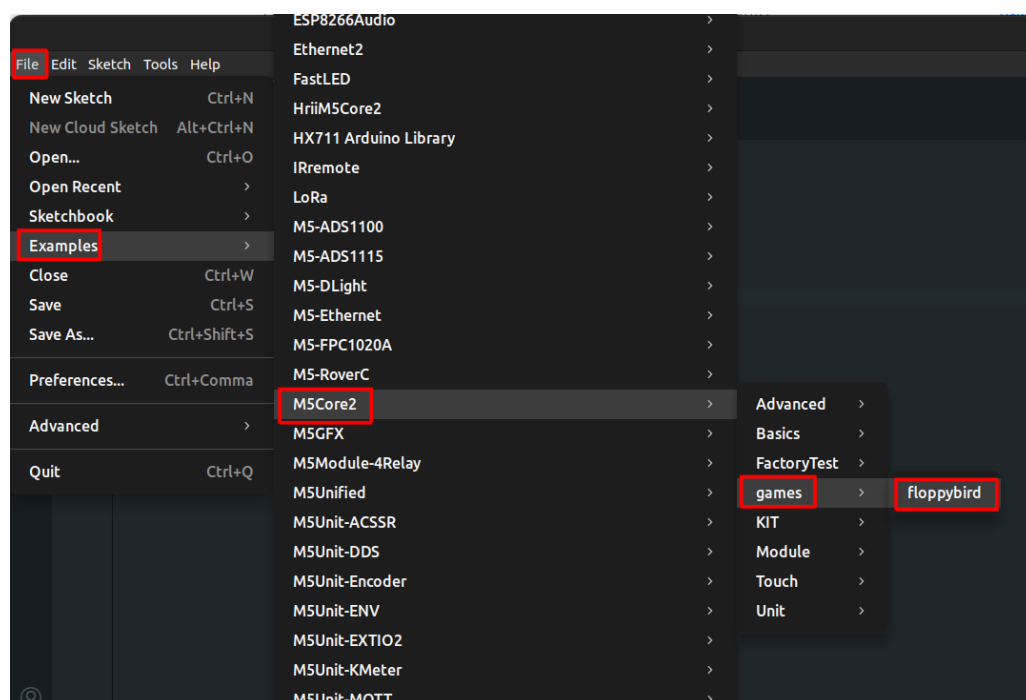 File Edit Sketch Tools Help
New Sketch Ctrl+N
New Cloud Sketch Alt+Ctrl+N
Open... Ctrl+O
Open Recent
Sketchbook
Examples
Close Ctrl+W
Save Ctrl+S
Save As... Ctrl+Shift+S
Preferences... Ctrl+Comma
Advanced
Quit Ctrl+Q
ESP8266Audio
Ethernet2
FastLED
HriiM5Core2
HX711 Arduino Library
IRremote
LoRa
M5-ADS1100
M5-ADS1115
M5-DLight
M5-Ethernet
M5-FPC1020A
M5-RoverC
M5Core2
M5GFX
M5Module-4Relay
M5Unified
M5Unit-ACSSR
M5Unit-DDS
M5Unit-Encoder
M5Unit-ENV
M5Unit-EXTIO2
M5Unit-KMeter
M5Unit-MQTT
Advanced
Basics
FactoryTest
games
KIT
Module
Touch
Unit
floppybird